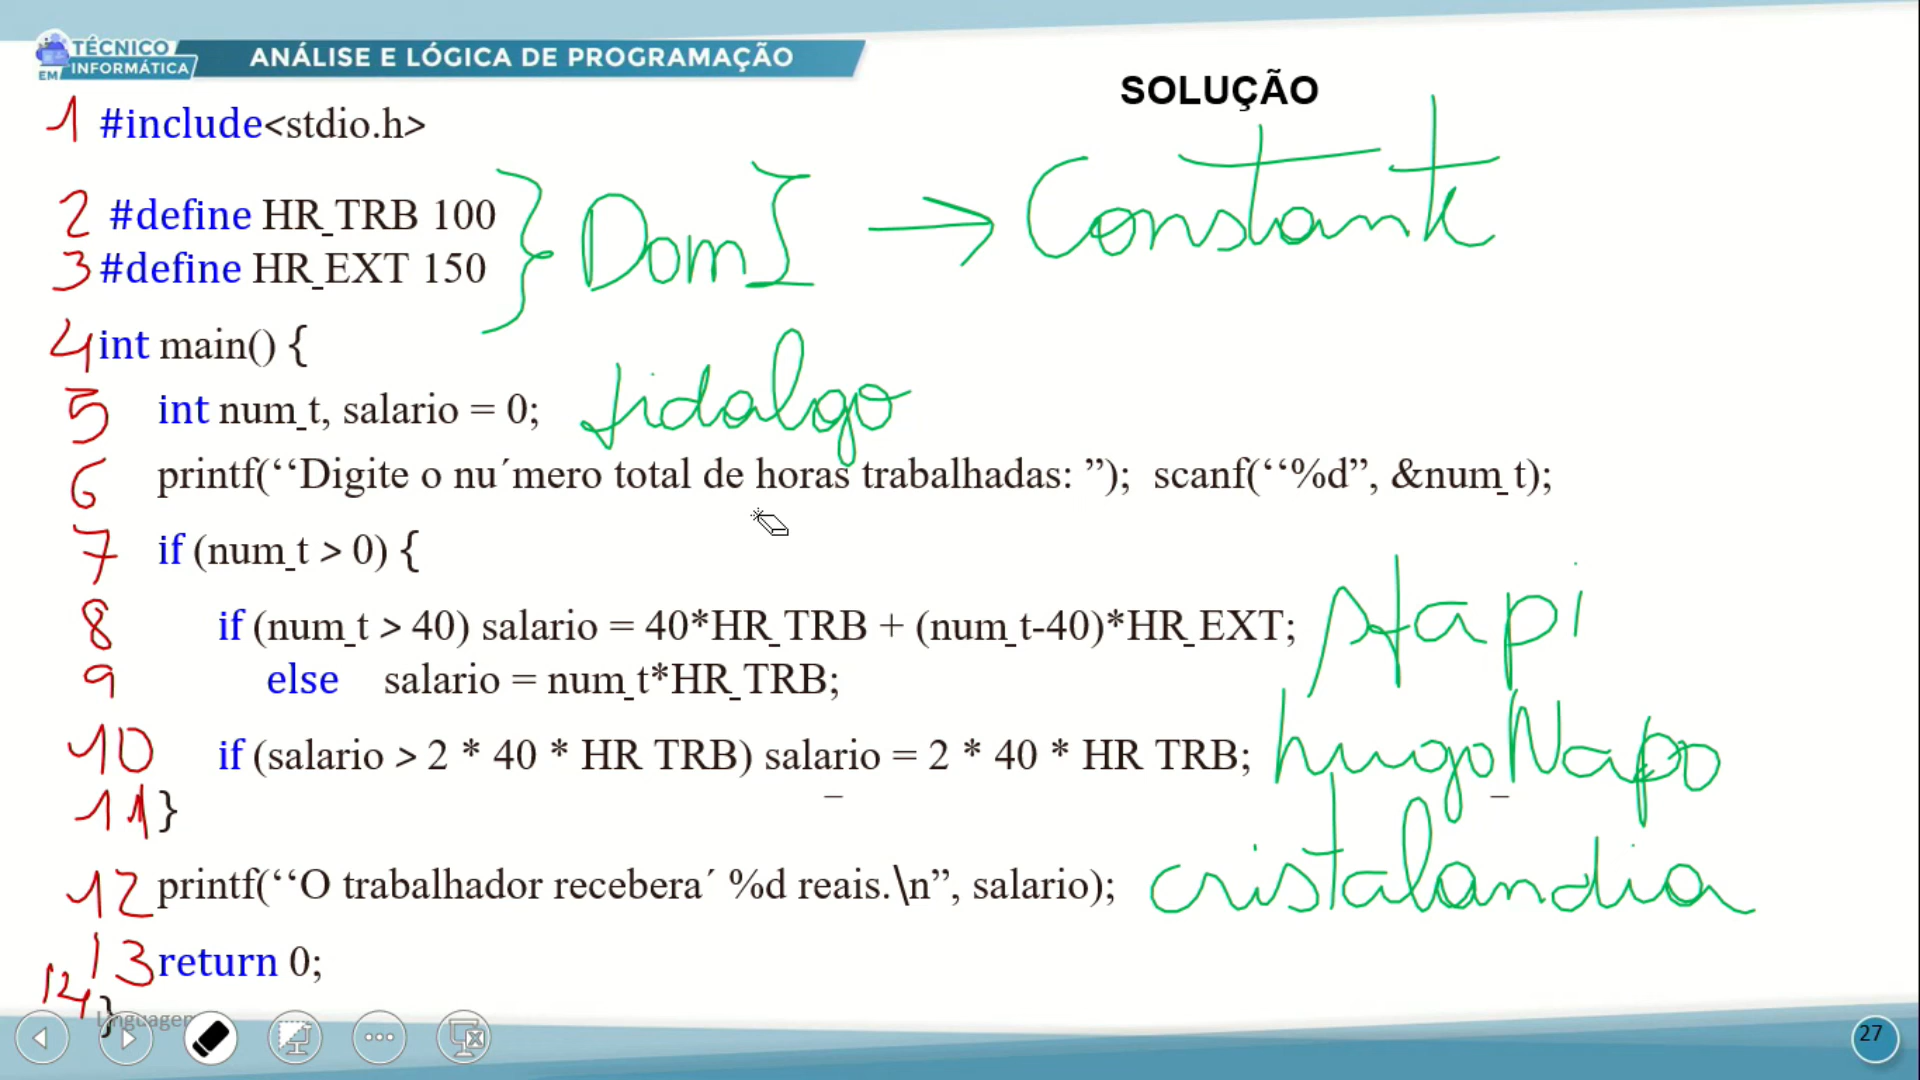 TÉCNICO
EM INFORMÁTICA
ANÁLISE E LÓGICA DE PROGRAMAÇÃO
SOLUÇÃO
1 #include<stdio.h>
2 #define HR_TRB 100
3 #define HR_EXT 150
} Dom I → Constante
4 int main() {
5 int num_t, salario = 0; fidalgo
6 printf(‘‘Digite o nu´mero total de horas trabalhadas: ”); scanf(‘‘%d”, &num_t);
7 if (num_t > 0) {
8 if (num_t > 40) salario = 40*HR_TRB + (num_t-40)*HR_EXT;
9 else salario = num_t*HR_TRB;
10 if (salario > 2 * 40 * HR TRB) salario = 2 * 40 * HR TRB; hugo Napo
11 }
12 printf(‘‘O trabalhador recebera´ %d reais.\n”, salario); cristalandia
13 return 0;
14 }
27